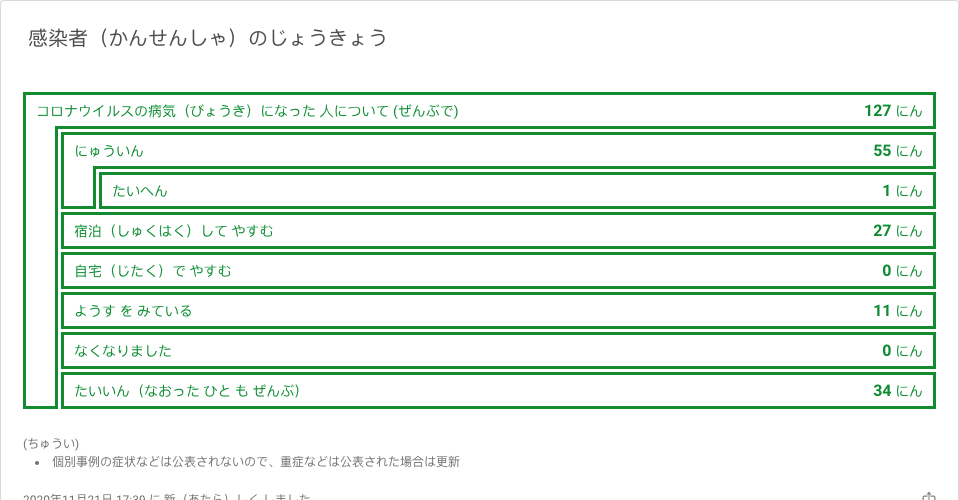 感染者（かんせんしゃ）のじょうきょう
コロナウイルスの病気（びょうき）になった 人について (ぜんぶで) 127 にん
にゅういん 55 にん
たいへん 1 にん
宿泊（しゅくはく）して やすむ 27 にん
自宅（じたく）で やすむ 0 にん
ようす を みている 11 にん
なくなりました 0 にん
たいいん（なおった ひと も ぜんぶ） 34 にん
(ちゅうい)
• 個別事例の症状などは公表されないので、重症などは公表された場合は更新
2020年11月21日 17:39 に 新（あたら）しく しました